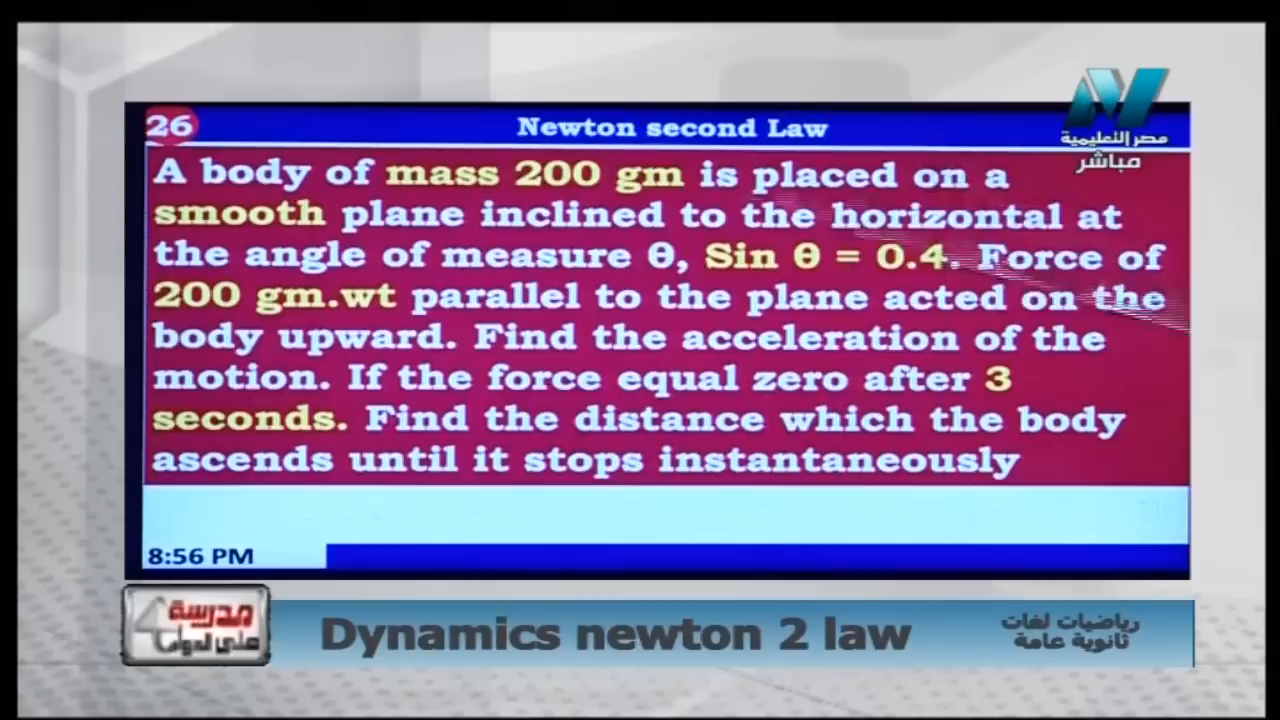 26
Newton second Law
مصر التعليمية
مباشر
A body of mass 200 gm is placed on a
smooth plane inclined to the horizontal at
the angle of measure θ, Sin θ = 0.4. Force of
200 gm.wt parallel to the plane acted on the
body upward. Find the acceleration of the
motion. If the force equal zero after 3
seconds. Find the distance which the body
ascends until it stops instantaneously
8:56 PM
مدرسة
على الهواء
Dynamics newton 2 law
رياضيات لغات
ثانوية عامة